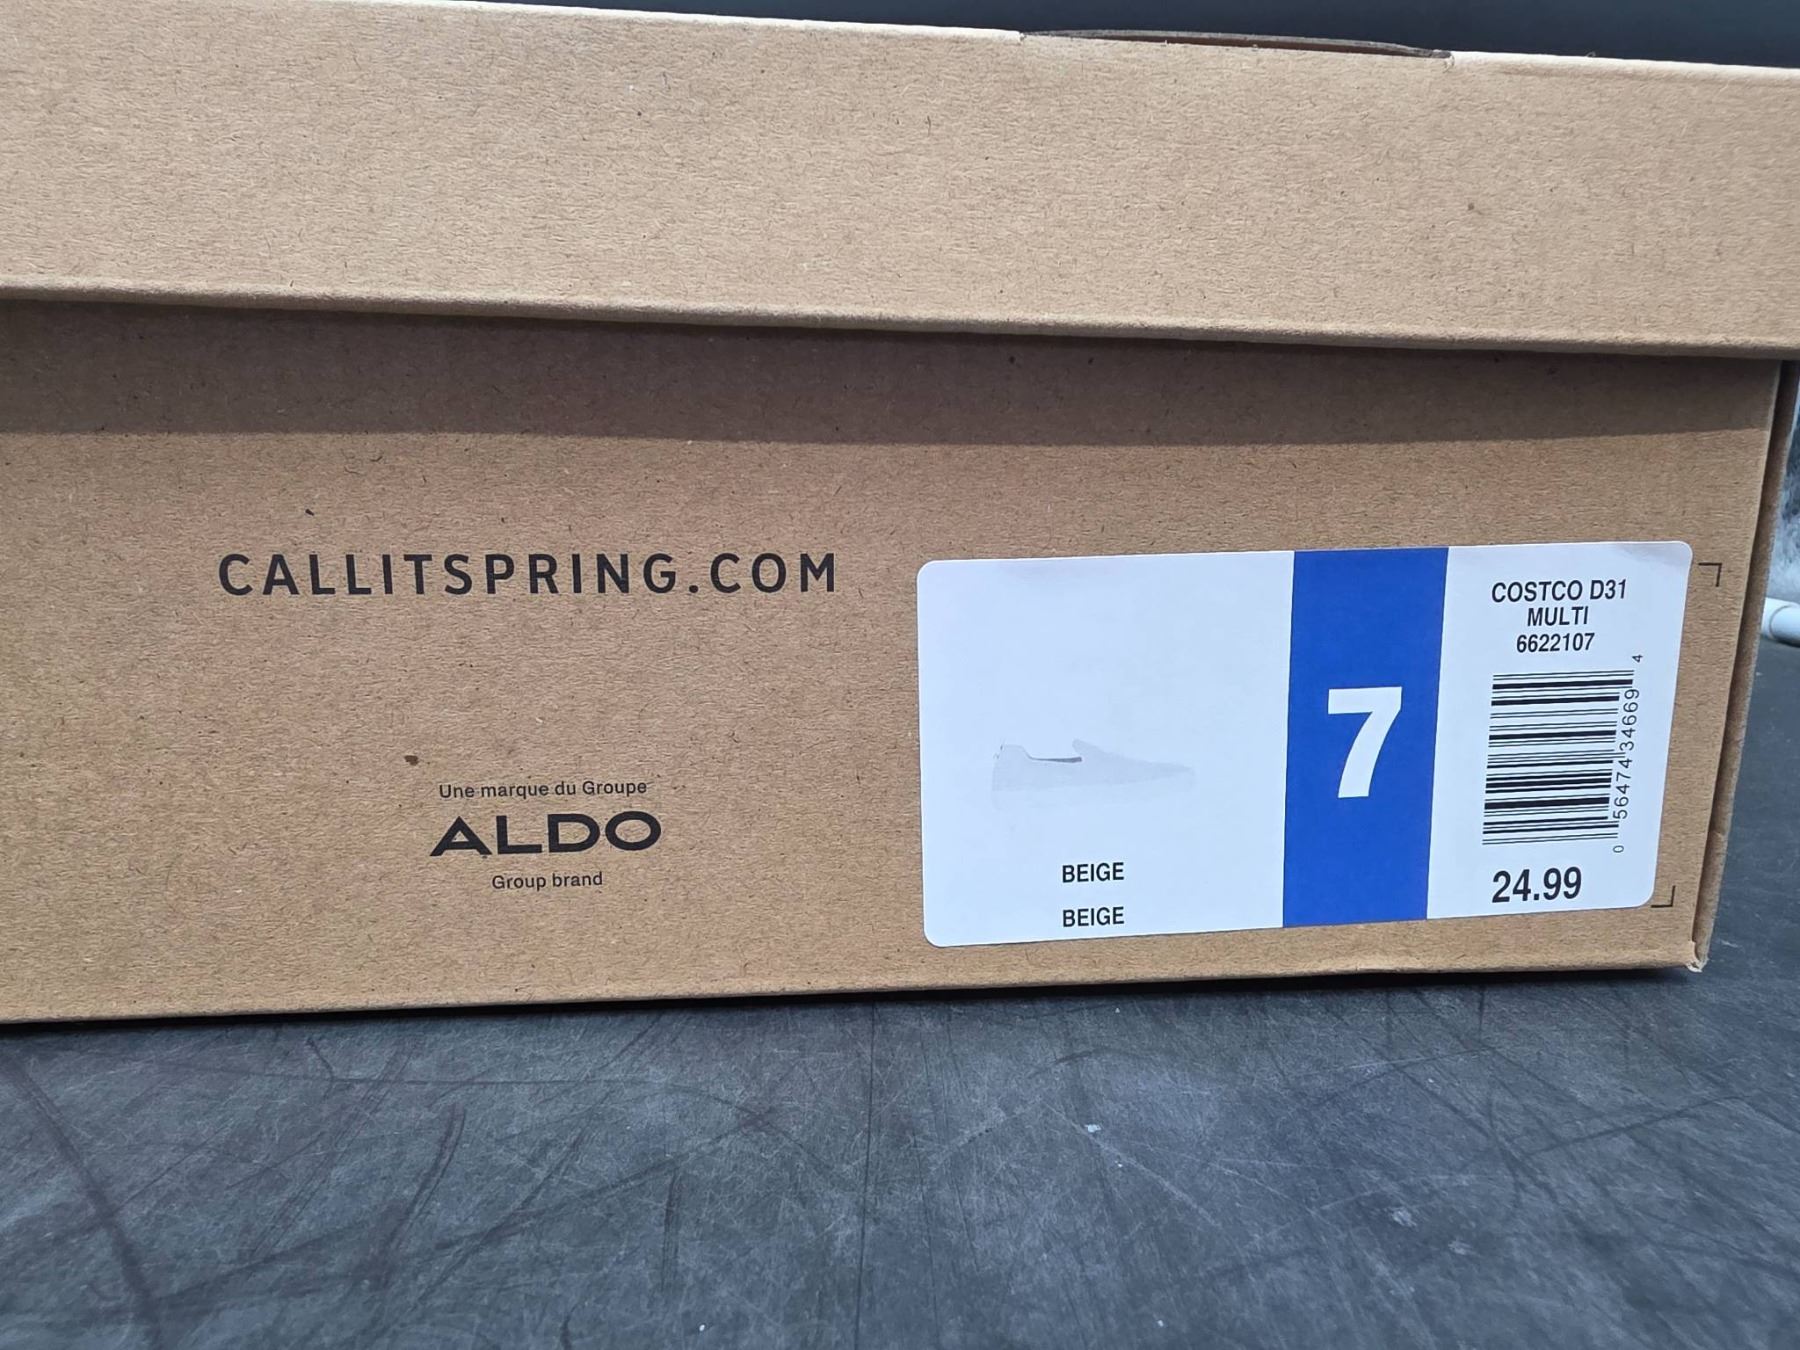 CALLITSPRING.COM
Une marque du Groupe
ALDO
Group brand
BEIGE
BEIGE
7
COSTCO D31
MULTI
6622107
0 56474 34669 4
24.99